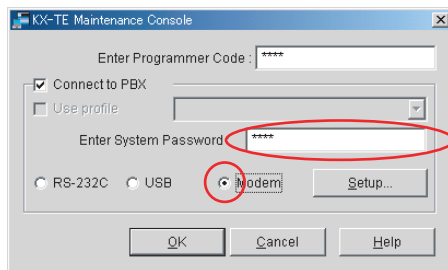 KX-TE Maintenance Console
Enter Programmer Code : ****
Connect to PBX
Use profile
Enter System Password ****
RS-232C USB Modem Setup...
OK Cancel Help